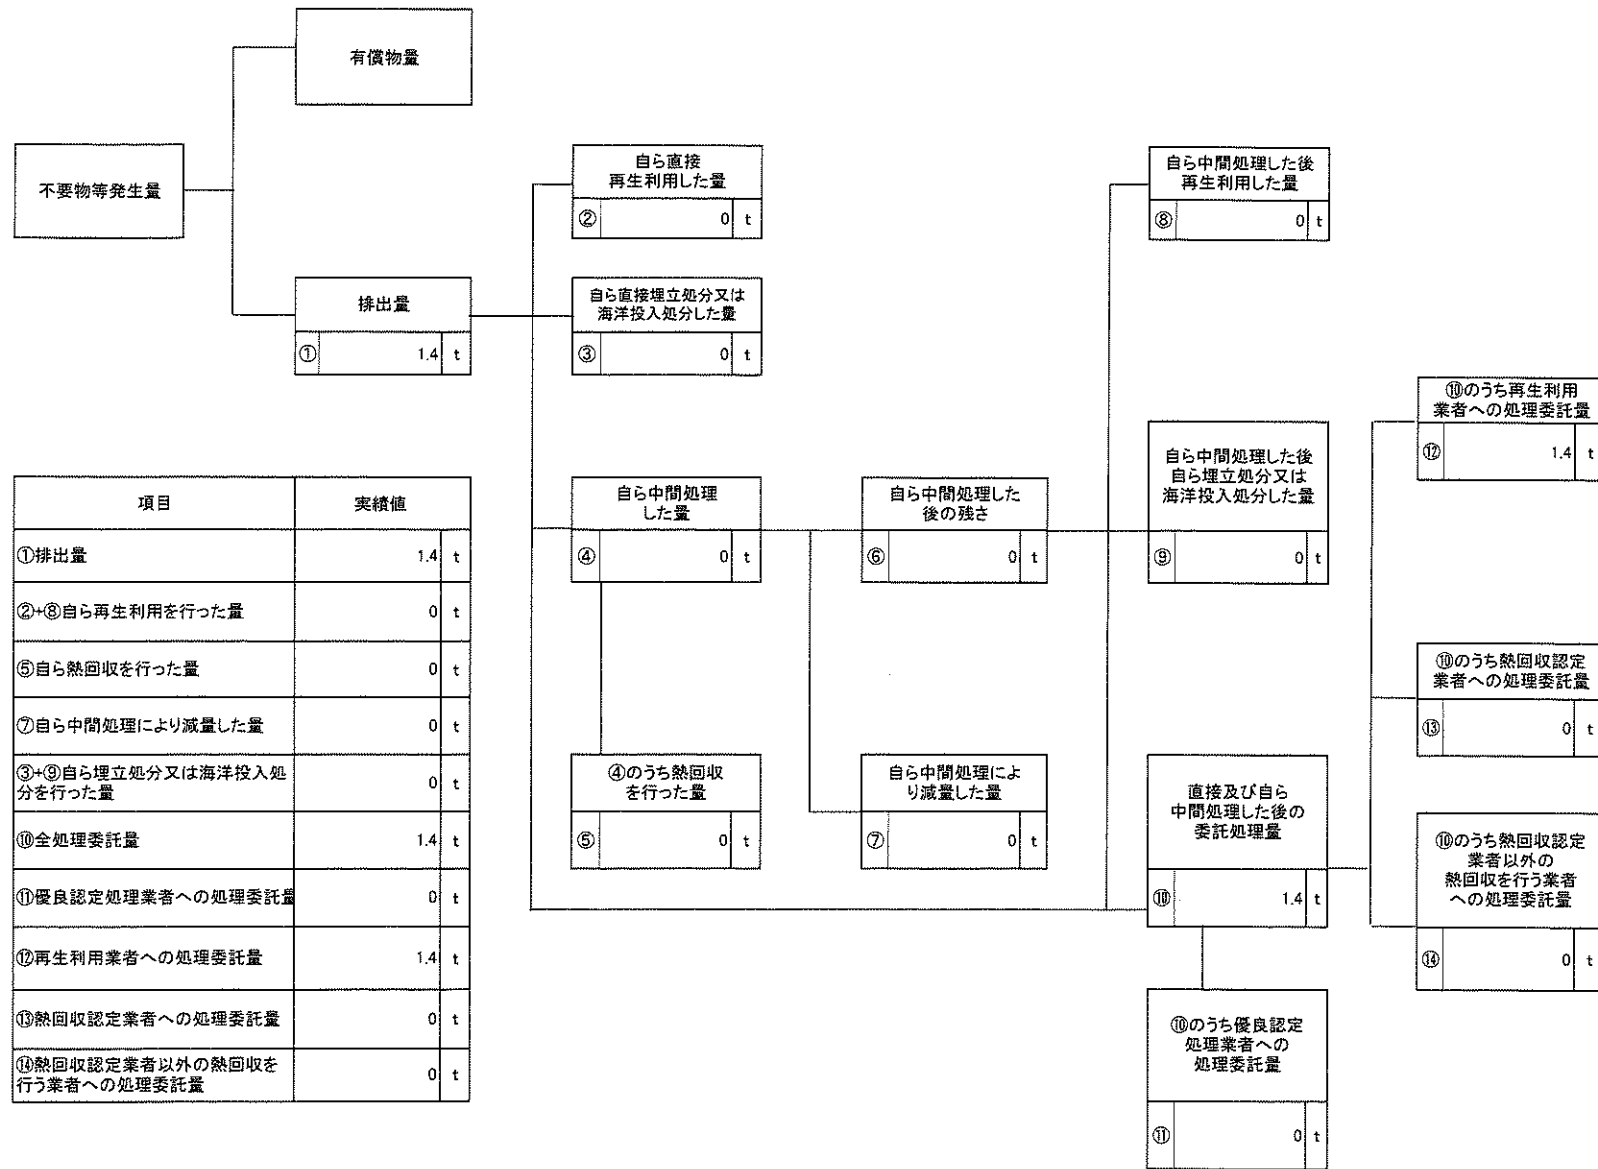 有償物量
不要物等発生量
排出量
① 1.4 t
自ら直接
再生利用した量
② 0 t
自ら直接埋立処分又は
海洋投入処分した量
③ 0 t
自ら中間処理
した量
④ 0 t
④のうち熱回収
を行った量
⑤ 0 t
自ら中間処理した
後の残さ
⑥ 0 t
自ら中間処理によ
り減量した量
⑦ 0 t
自ら中間処理した後
再生利用した量
⑧ 0 t
自ら中間処理した後
自ら埋立処分又は
海洋投入処分した量
⑨ 0 t
直接及び自ら
中間処理した後の
委託処理量
⑩ 1.4 t
⑩のうち優良認定
処理業者への
処理委託量
⑪ 0 t
⑩のうち再生利用
業者への処理委託量
⑫ 1.4 t
⑩のうち熱回収認定
業者への処理委託量
⑬ 0 t
⑩のうち熱回収認定
業者以外の
熱回収を行う業者
への処理委託量
⑭ 0 t
項目 実績値
①排出量 1.4 t
②+⑧自ら再生利用を行った量 0 t
⑤自ら熱回収を行った量 0 t
⑦自ら中間処理により減量した量 0 t
③+⑨自ら埋立処分又は海洋投入処
分を行った量 0 t
⑩全処理委託量 1.4 t
⑪優良認定処理業者への処理委託量 0 t
⑫再生利用業者への処理委託量 1.4 t
⑬熱回収認定業者への処理委託量 0 t
⑭熱回収認定業者以外の熱回収を
行う業者への処理委託量 0 t